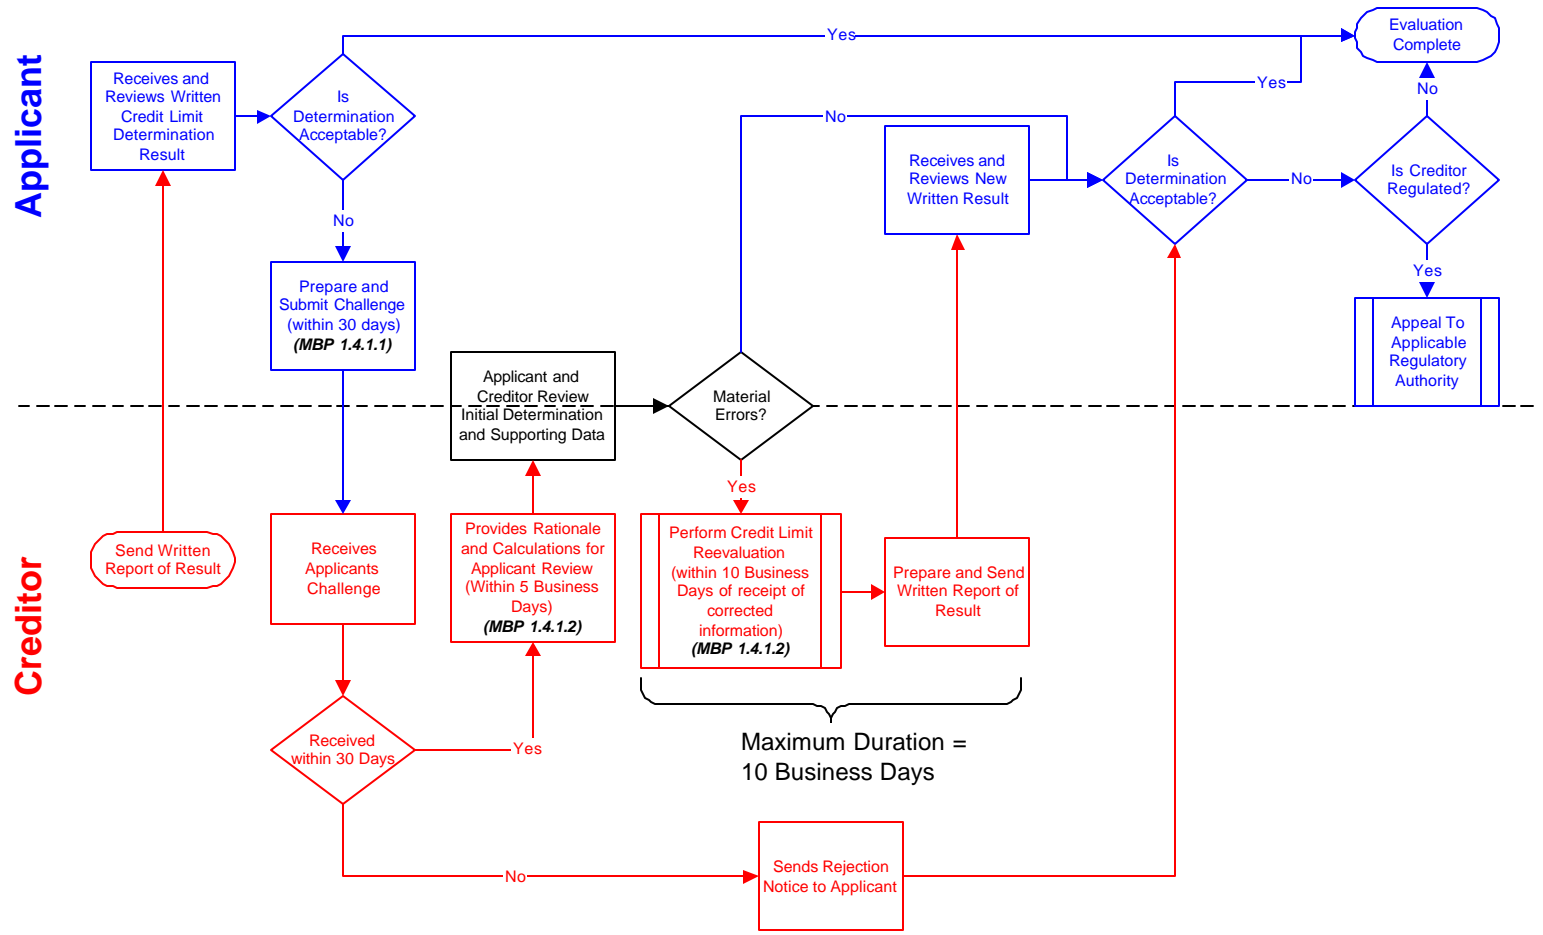 Applicant
Receives and
Reviews Written
Credit Limit
Determination
Result
Is
Determination
Acceptable?
Yes
No
Prepare and
Submit Challenge
(within 30 days)
(MBP 1.4.1.1)
Applicant and
Creditor Review
Initial Determination
and Supporting Data
Material
Errors?
No
Receives and
Reviews New
Written Result
Is
Determination
Acceptable?
Yes
No
Evaluation
Complete
No
Is Creditor
Regulated?
Yes
Appeal To
Applicable
Regulatory
Authority
Creditor
Send Written
Report of Result
Receives
Applicants
Challenge
Received
within 30 Days
Yes
Provides Rationale
and Calculations for
Applicant Review
(Within 5 Business
Days)
(MBP 1.4.1.2)
Yes
Perform Credit Limit
Reevaluation
(within 10 Business
Days of receipt of
corrected
information)
(MBP 1.4.1.2)
Prepare and Send
Written Report of
Result
Maximum Duration =
10 Business Days
No
Sends Rejection
Notice to Applicant